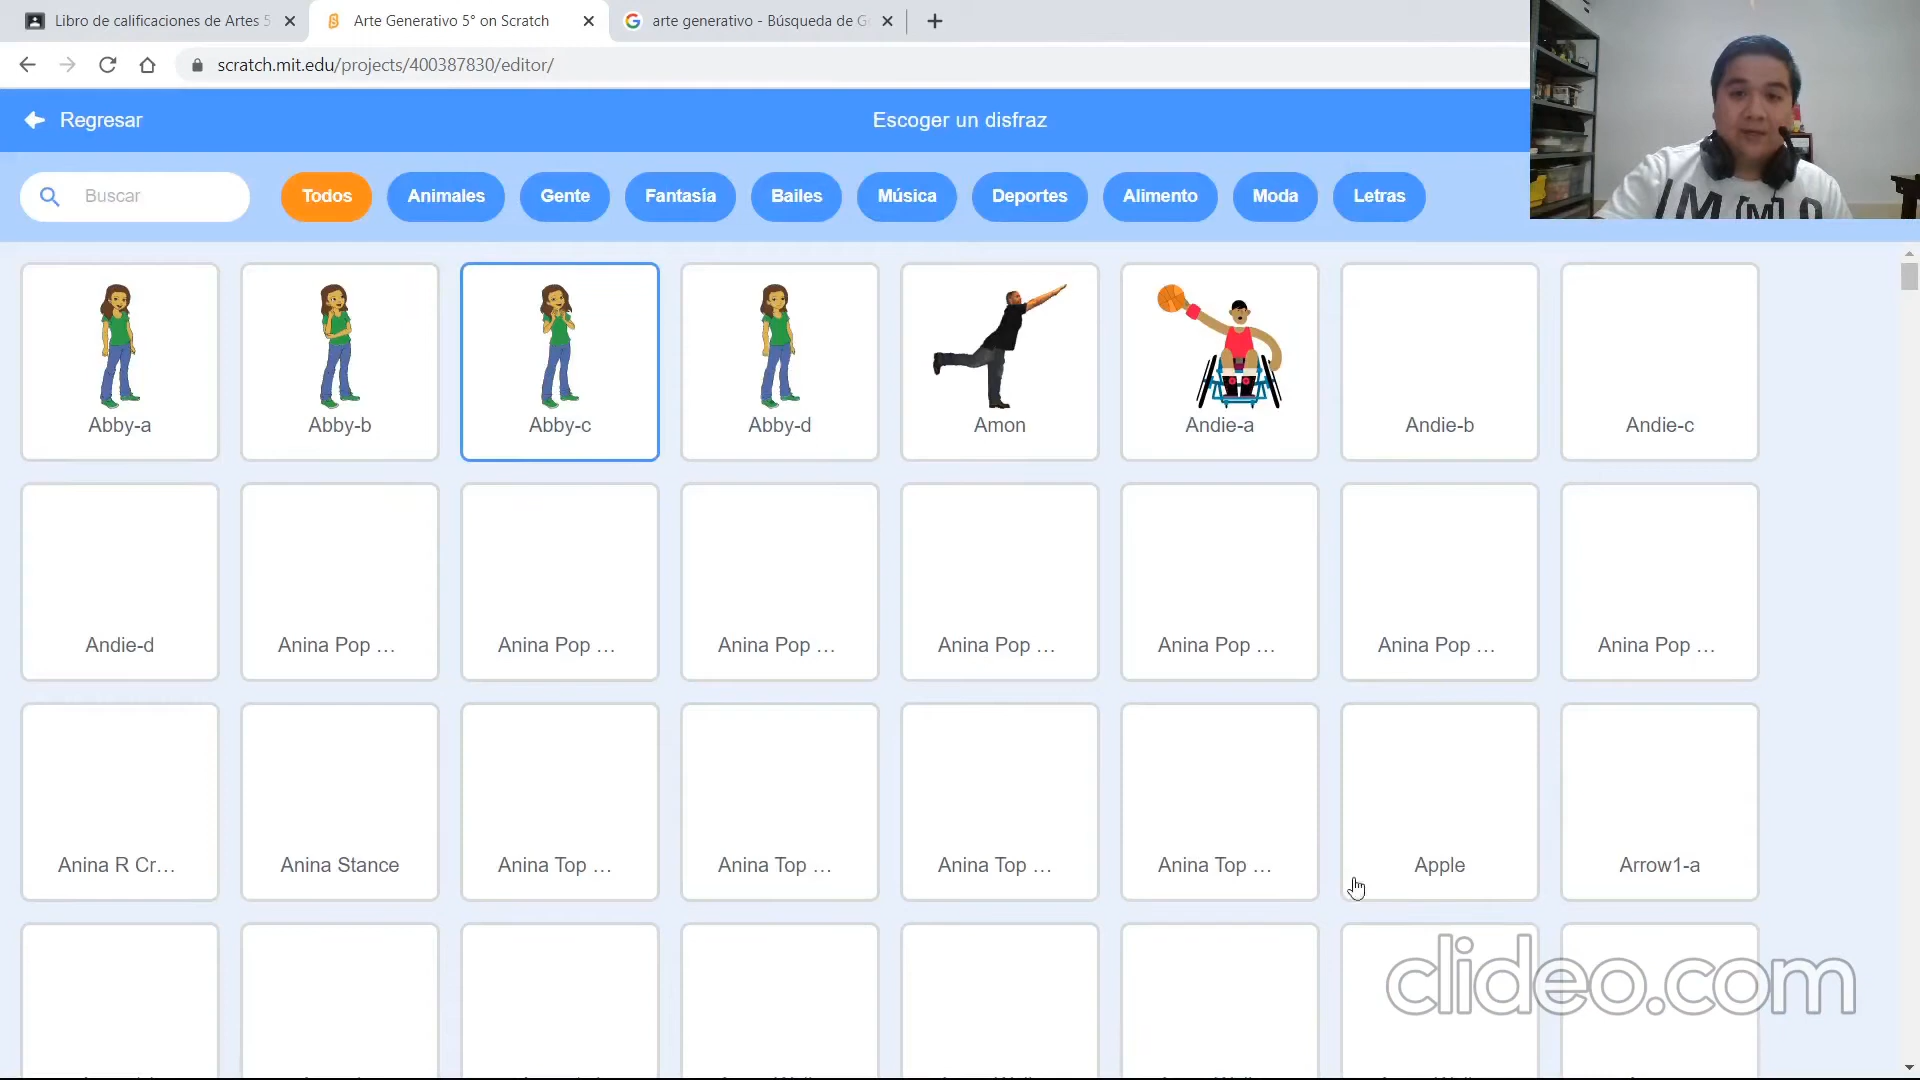 Libro de calificaciones de Artes 5
Arte Generativo 5° on Scratch
arte generativo - Búsqueda de G
scratch.mit.edu/projects/400387830/editor/
Regresar
Escoger un disfraz
Buscar
Todos
Animales
Gente
Fantasía
Bailes
Música
Deportes
Alimento
Moda
Letras
Abby-a
Abby-b
Abby-c
Abby-d
Amon
Andie-a
Andie-b
Andie-c
Andie-d
Anina Pop …
Anina Pop …
Anina Pop …
Anina Pop …
Anina Pop …
Anina Pop …
Anina Pop …
Anina R Cr…
Anina Stance
Anina Top …
Anina Top …
Anina Top …
Anina Top …
Apple
Arrow1-a
clideo.com